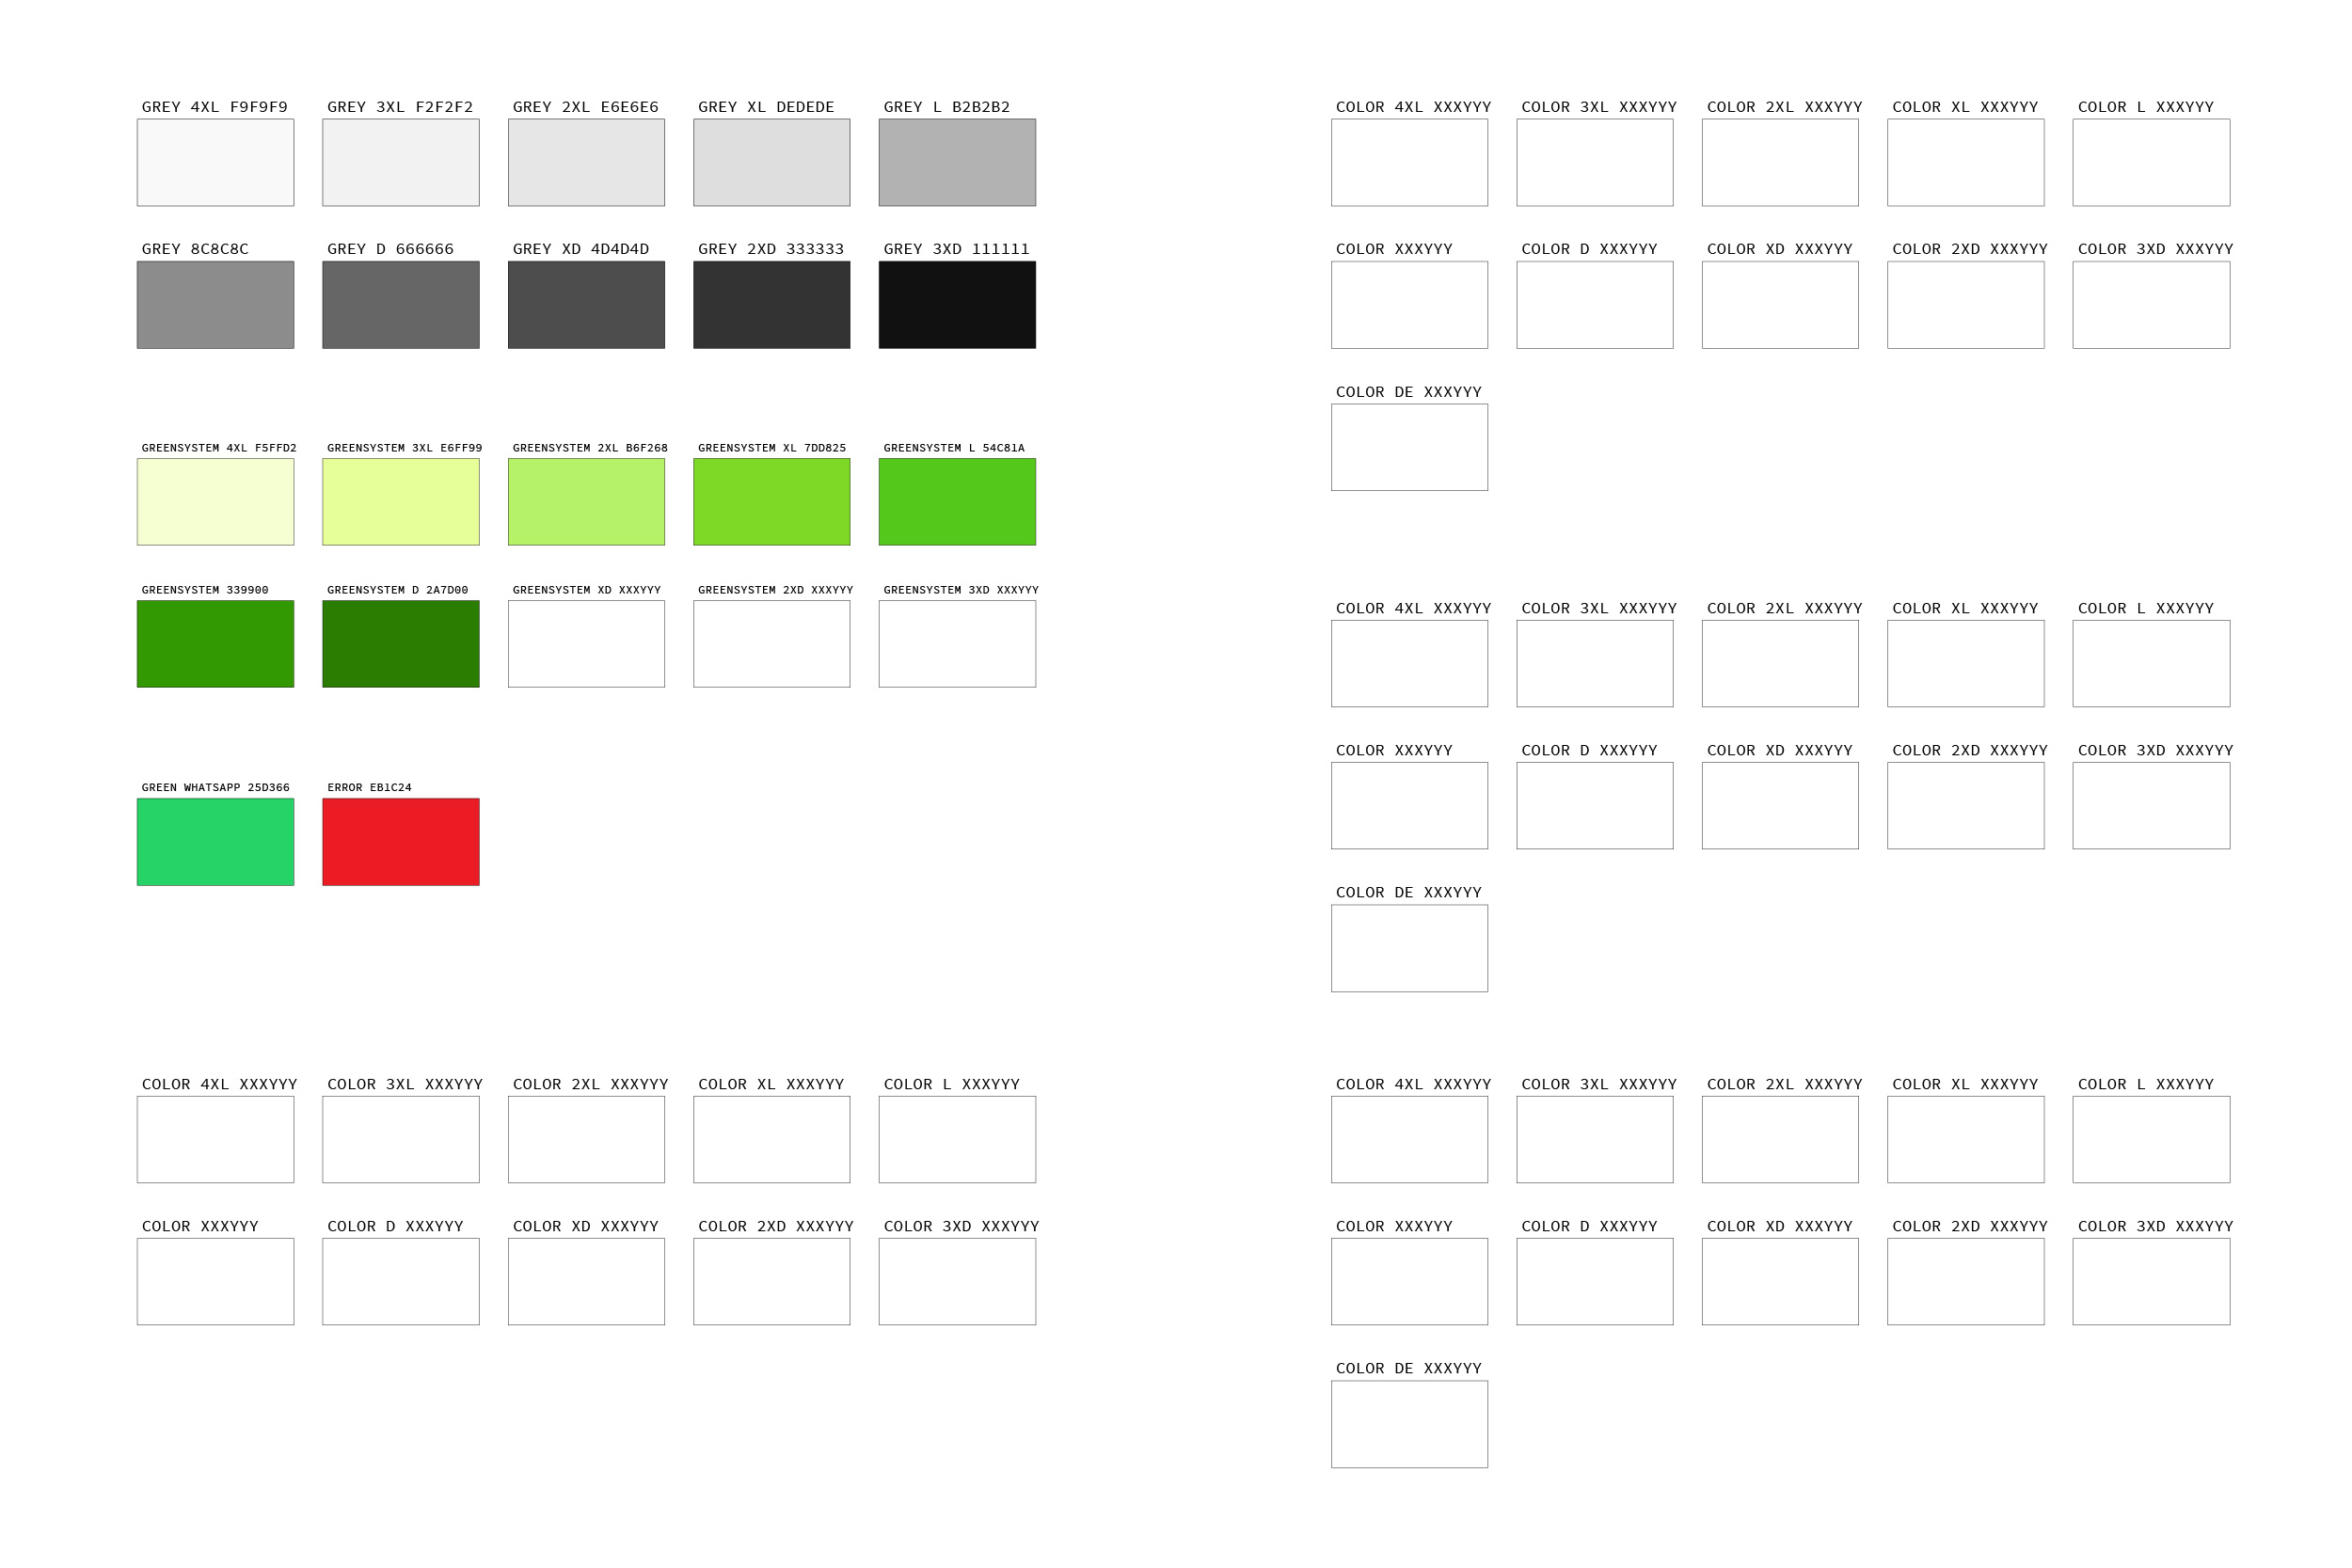 GREY 4XL F9F9F9
GREY 3XL F2F2F2
GREY 2XL E6E6E6
GREY XL DEDEDE
GREY L B2B2B2
GREY 8C8C8C
GREY D 666666
GREY XD 4D4D4D
GREY 2XD 333333
GREY 3XD 111111
GREENSYSTEM 4XL F5FFD2
GREENSYSTEM 3XL E6FF99
GREENSYSTEM 2XL B6F268
GREENSYSTEM XL 7DD825
GREENSYSTEM L 54C81A
GREENSYSTEM 339900
GREENSYSTEM D 2A7D00
GREENSYSTEM XD XXXYYY
GREENSYSTEM 2XD XXXYYY
GREENSYSTEM 3XD XXXYYY
GREEN WHATSAPP 25D366
ERROR EB1C24
COLOR 4XL XXXYYY
COLOR 3XL XXXYYY
COLOR 2XL XXXYYY
COLOR XL XXXYYY
COLOR L XXXYYY
COLOR XXXYYY
COLOR D XXXYYY
COLOR XD XXXYYY
COLOR 2XD XXXYYY
COLOR 3XD XXXYYY
COLOR 4XL XXXYYY
COLOR 3XL XXXYYY
COLOR 2XL XXXYYY
COLOR XL XXXYYY
COLOR L XXXYYY
COLOR XXXYYY
COLOR D XXXYYY
COLOR XD XXXYYY
COLOR 2XD XXXYYY
COLOR 3XD XXXYYY
COLOR DE XXXYYY
COLOR 4XL XXXYYY
COLOR 3XL XXXYYY
COLOR 2XL XXXYYY
COLOR XL XXXYYY
COLOR L XXXYYY
COLOR XXXYYY
COLOR D XXXYYY
COLOR XD XXXYYY
COLOR 2XD XXXYYY
COLOR 3XD XXXYYY
COLOR DE XXXYYY
COLOR 4XL XXXYYY
COLOR 3XL XXXYYY
COLOR 2XL XXXYYY
COLOR XL XXXYYY
COLOR L XXXYYY
COLOR XXXYYY
COLOR D XXXYYY
COLOR XD XXXYYY
COLOR 2XD XXXYYY
COLOR 3XD XXXYYY
COLOR DE XXXYYY